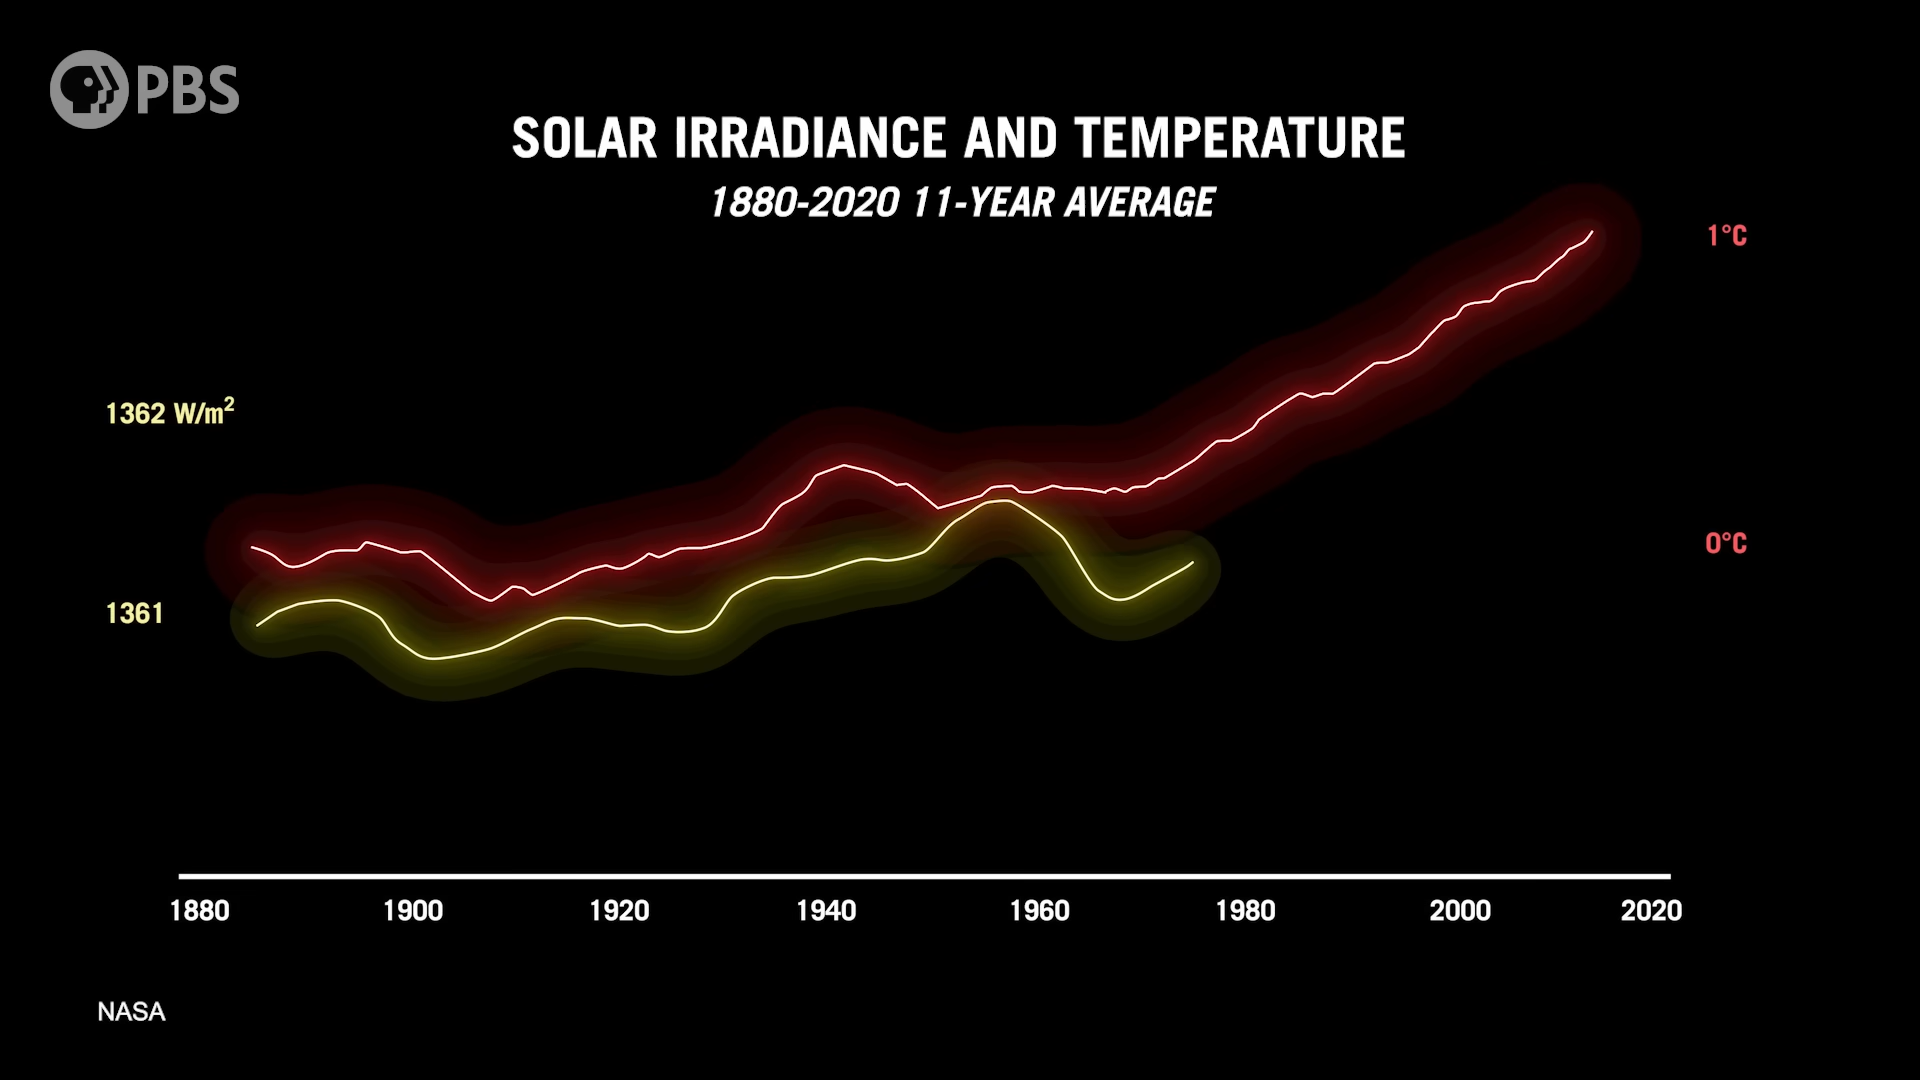 PBS
SOLAR IRRADIANCE AND TEMPERATURE
1880-2020 11-YEAR AVERAGE
1°C
1362 W/m²
0°C
1361
1880 1900 1920 1940 1960 1980 2000 2020
NASA